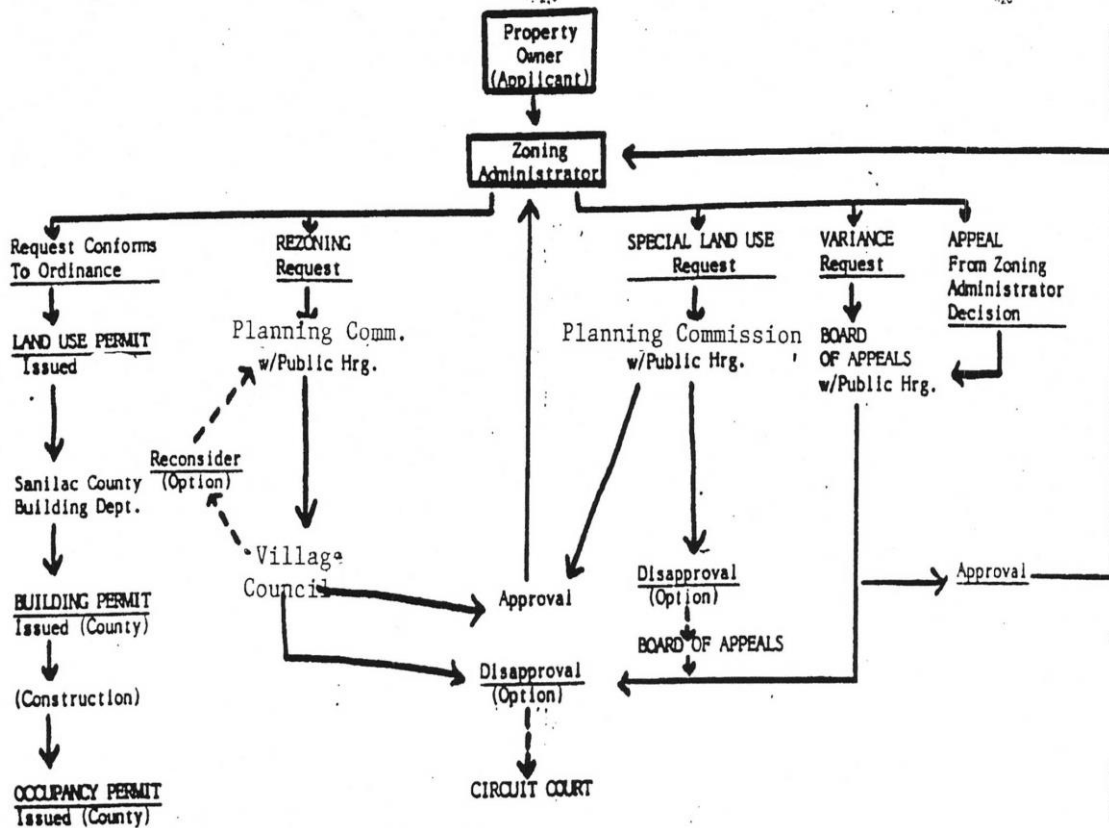 Property
Owner
(Applicant)
Zoning
Administrator
Request Conforms
To Ordinance
LAND USE PERMIT
Issued
Sanilac County
Building Dept.
BUILDING PERMIT
Issued (County)
(Construction)
OCCUPANCY PERMIT
Issued (County)
REZONING
Request
Planning Comm.
w/Public Hrg.
Reconsider
(Option)
Village
Council
Approval
Disapproval
(Option)
CIRCUIT COURT
SPECIAL LAND USE
Request
Planning Commission
w/Public Hrg.
Disapproval
(Option)
BOARD OF APPEALS
VARIANCE
Request
BOARD
OF APPEALS
w/Public Hrg.
APPEAL
From Zoning
Administrator
Decision
Approval